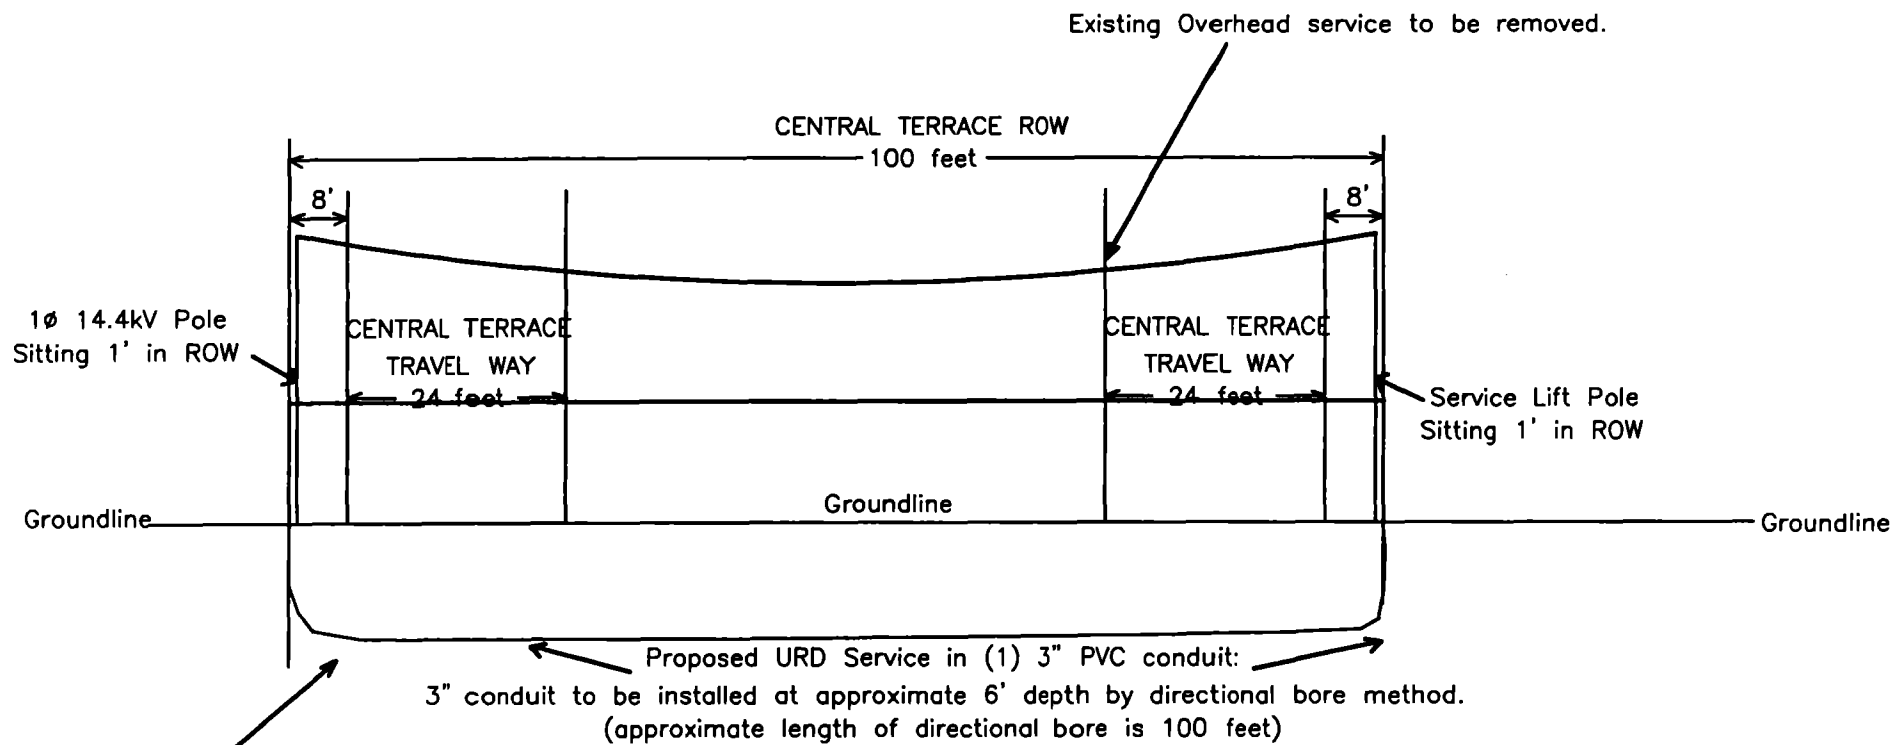 Existing Overhead service to be removed.
CENTRAL TERRACE ROW
100 feet
8'
8'
1ø 14.4kV Pole
Sitting 1' in ROW
CENTRAL TERRACE
TRAVEL WAY
24 feet
CENTRAL TERRACE
TRAVEL WAY
24 feet
Service Lift Pole
Sitting 1' in ROW
Groundline
Groundline
Groundline
Proposed URD Service in (1) 3" PVC conduit:
3" conduit to be installed at approximate 6' depth by directional bore method.
(approximate length of directional bore is 100 feet)